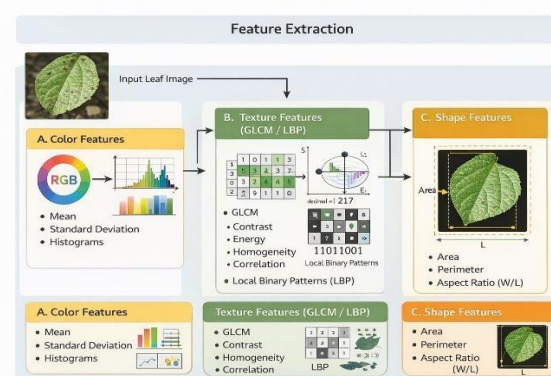 Feature Extraction
Input Leaf Image
A. Color Features
RGB
• Mean
• Standard Deviation
• Histograms
B. Texture Features
(GLCM / LBP)
• GLCM
• Contrast
• Energy
• Homogeneity
• Correlation
• Local Binary Patterns (LBP)
217
11011001
Local Binary Patterns
C. Shape Features
Area
L
• Area
• Perimeter
• Aspect Ratio (W/L)
A. Color Features
• Mean
• Standard Deviation
• Histograms
Texture Features (GLCM / LBP)
• GLCM
• Contrast
• Homogeneity
• Correlation
LBP
C. Shape Features
• Area
• Perimeter
• Aspect Ratio
(W/L)
L